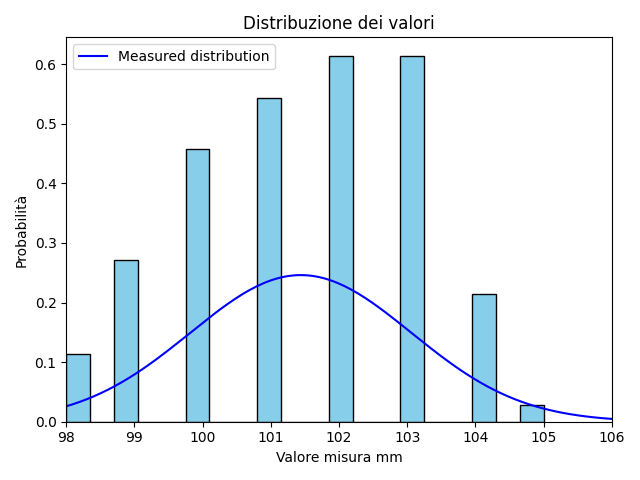 Distribuzione dei valori
Measured distribution
0.6
0.5
0.4
0.3
0.2
0.1
0.0
Probabilità
98 99 100 101 102 103 104 105 106
Valore misura mm